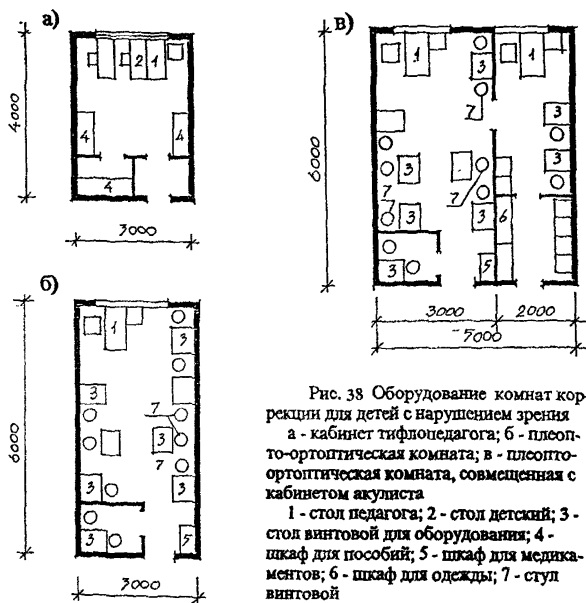 а)
2
1
4
4
4
4000
3000
б)
1
3
3
7
3
7
3
3
3
5
6000
3000
в)
1
3
1
7
3
3
3
7
7
3
3
6
3
5
6000
3000
2000
5000
Рис. 38 Оборудование комнат кор-
рекции для детей с нарушением зрения
а - кабинет тифлопедагога; б - плеоп-
то-ортоптическая комната; в - плеопто-
ортоптическая комната, совмещенная с
кабинетом акулиста
1 - стол педагога; 2 - стол детский; 3 -
стол винтовой для оборудования; 4 -
шкаф для пособий; 5 - шкаф для медика-
ментов; 6 - шкаф для одежды; 7 - стул
винтовой